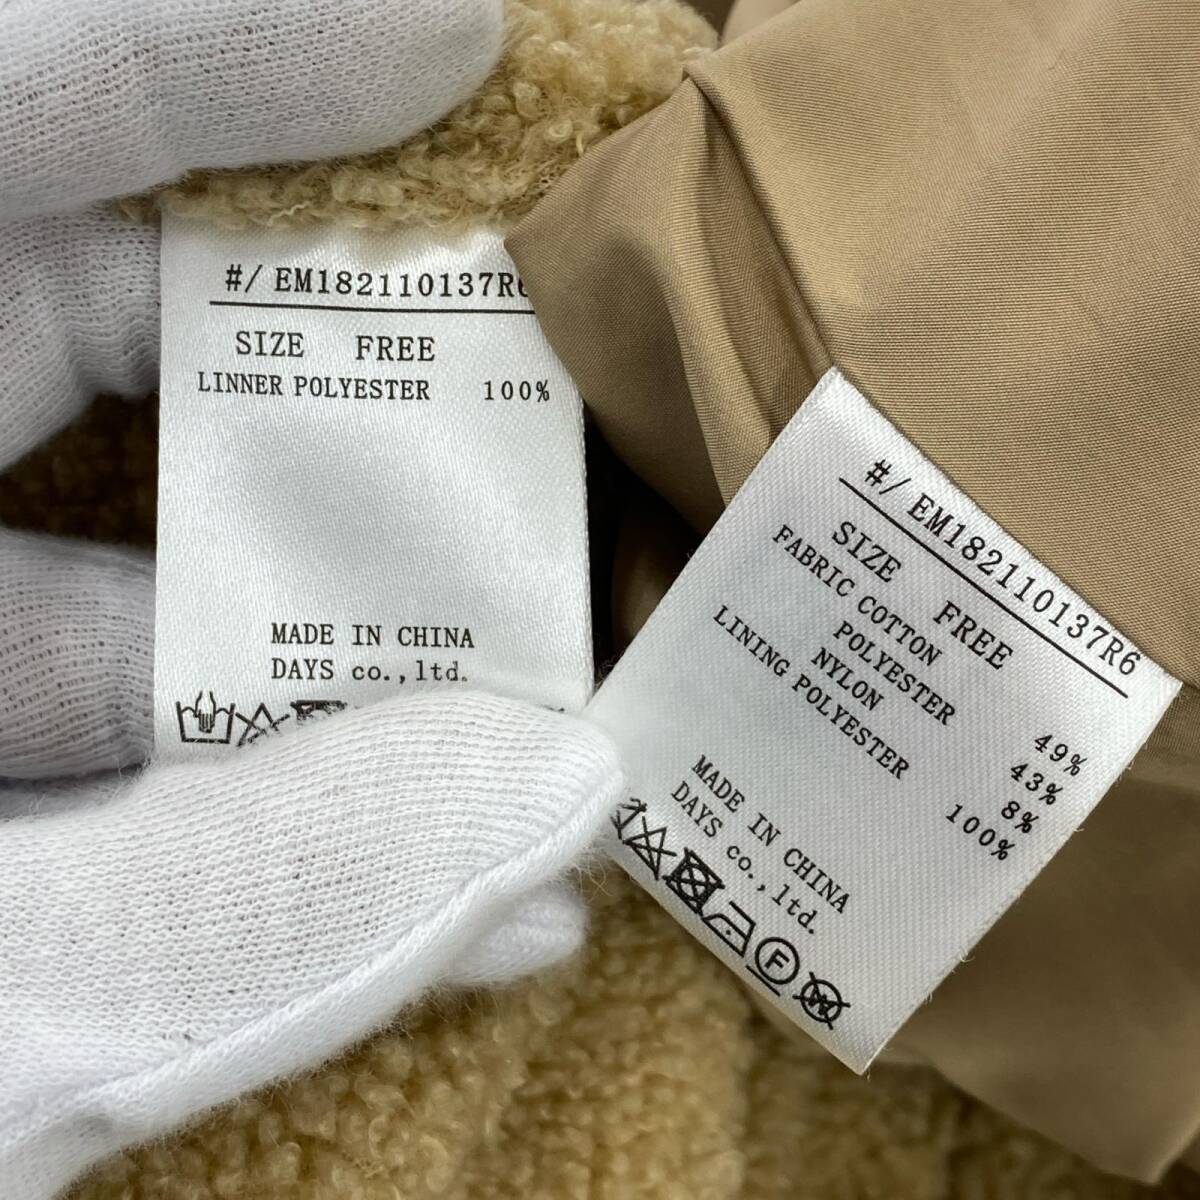 #/ EM182110137R6
SIZE FREE
LINNER POLYESTER 100%
MADE IN CHINA
DAYS co.,ltd.
#/ EM182110137R6
SIZE FREE
FABRIC COTTON 49%
POLYESTER 43%
NYLON 8%
LINING POLYESTER 100%
MADE IN CHINA
DAYS co.,ltd.
F
W